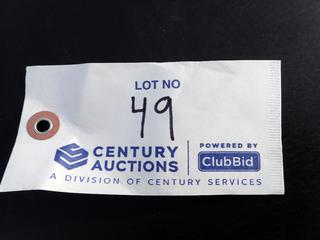 LOT NO
49
CENTURY
AUCTIONS
POWERED BY
ClubBid
A DIVISION OF CENTURY SERVICES